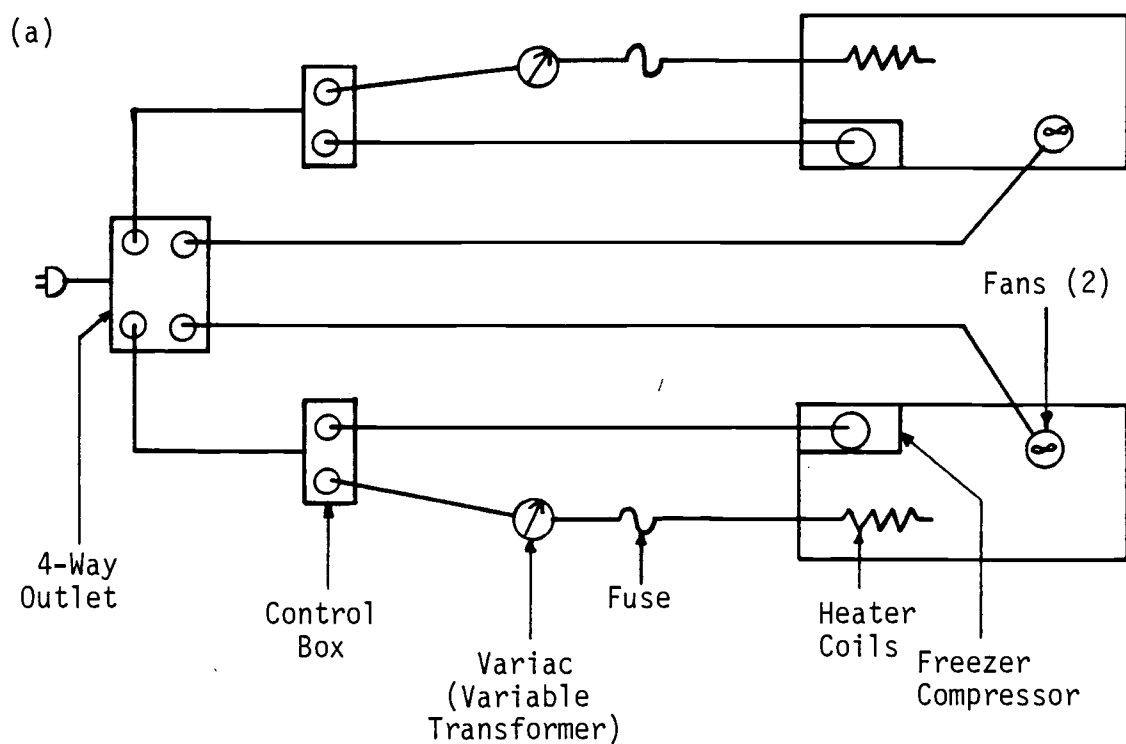 (a)
Fans (2)
4-Way
Outlet
Control
Box
Variac
(Variable
Transformer)
Fuse
Heater
Coils
Freezer
Compressor